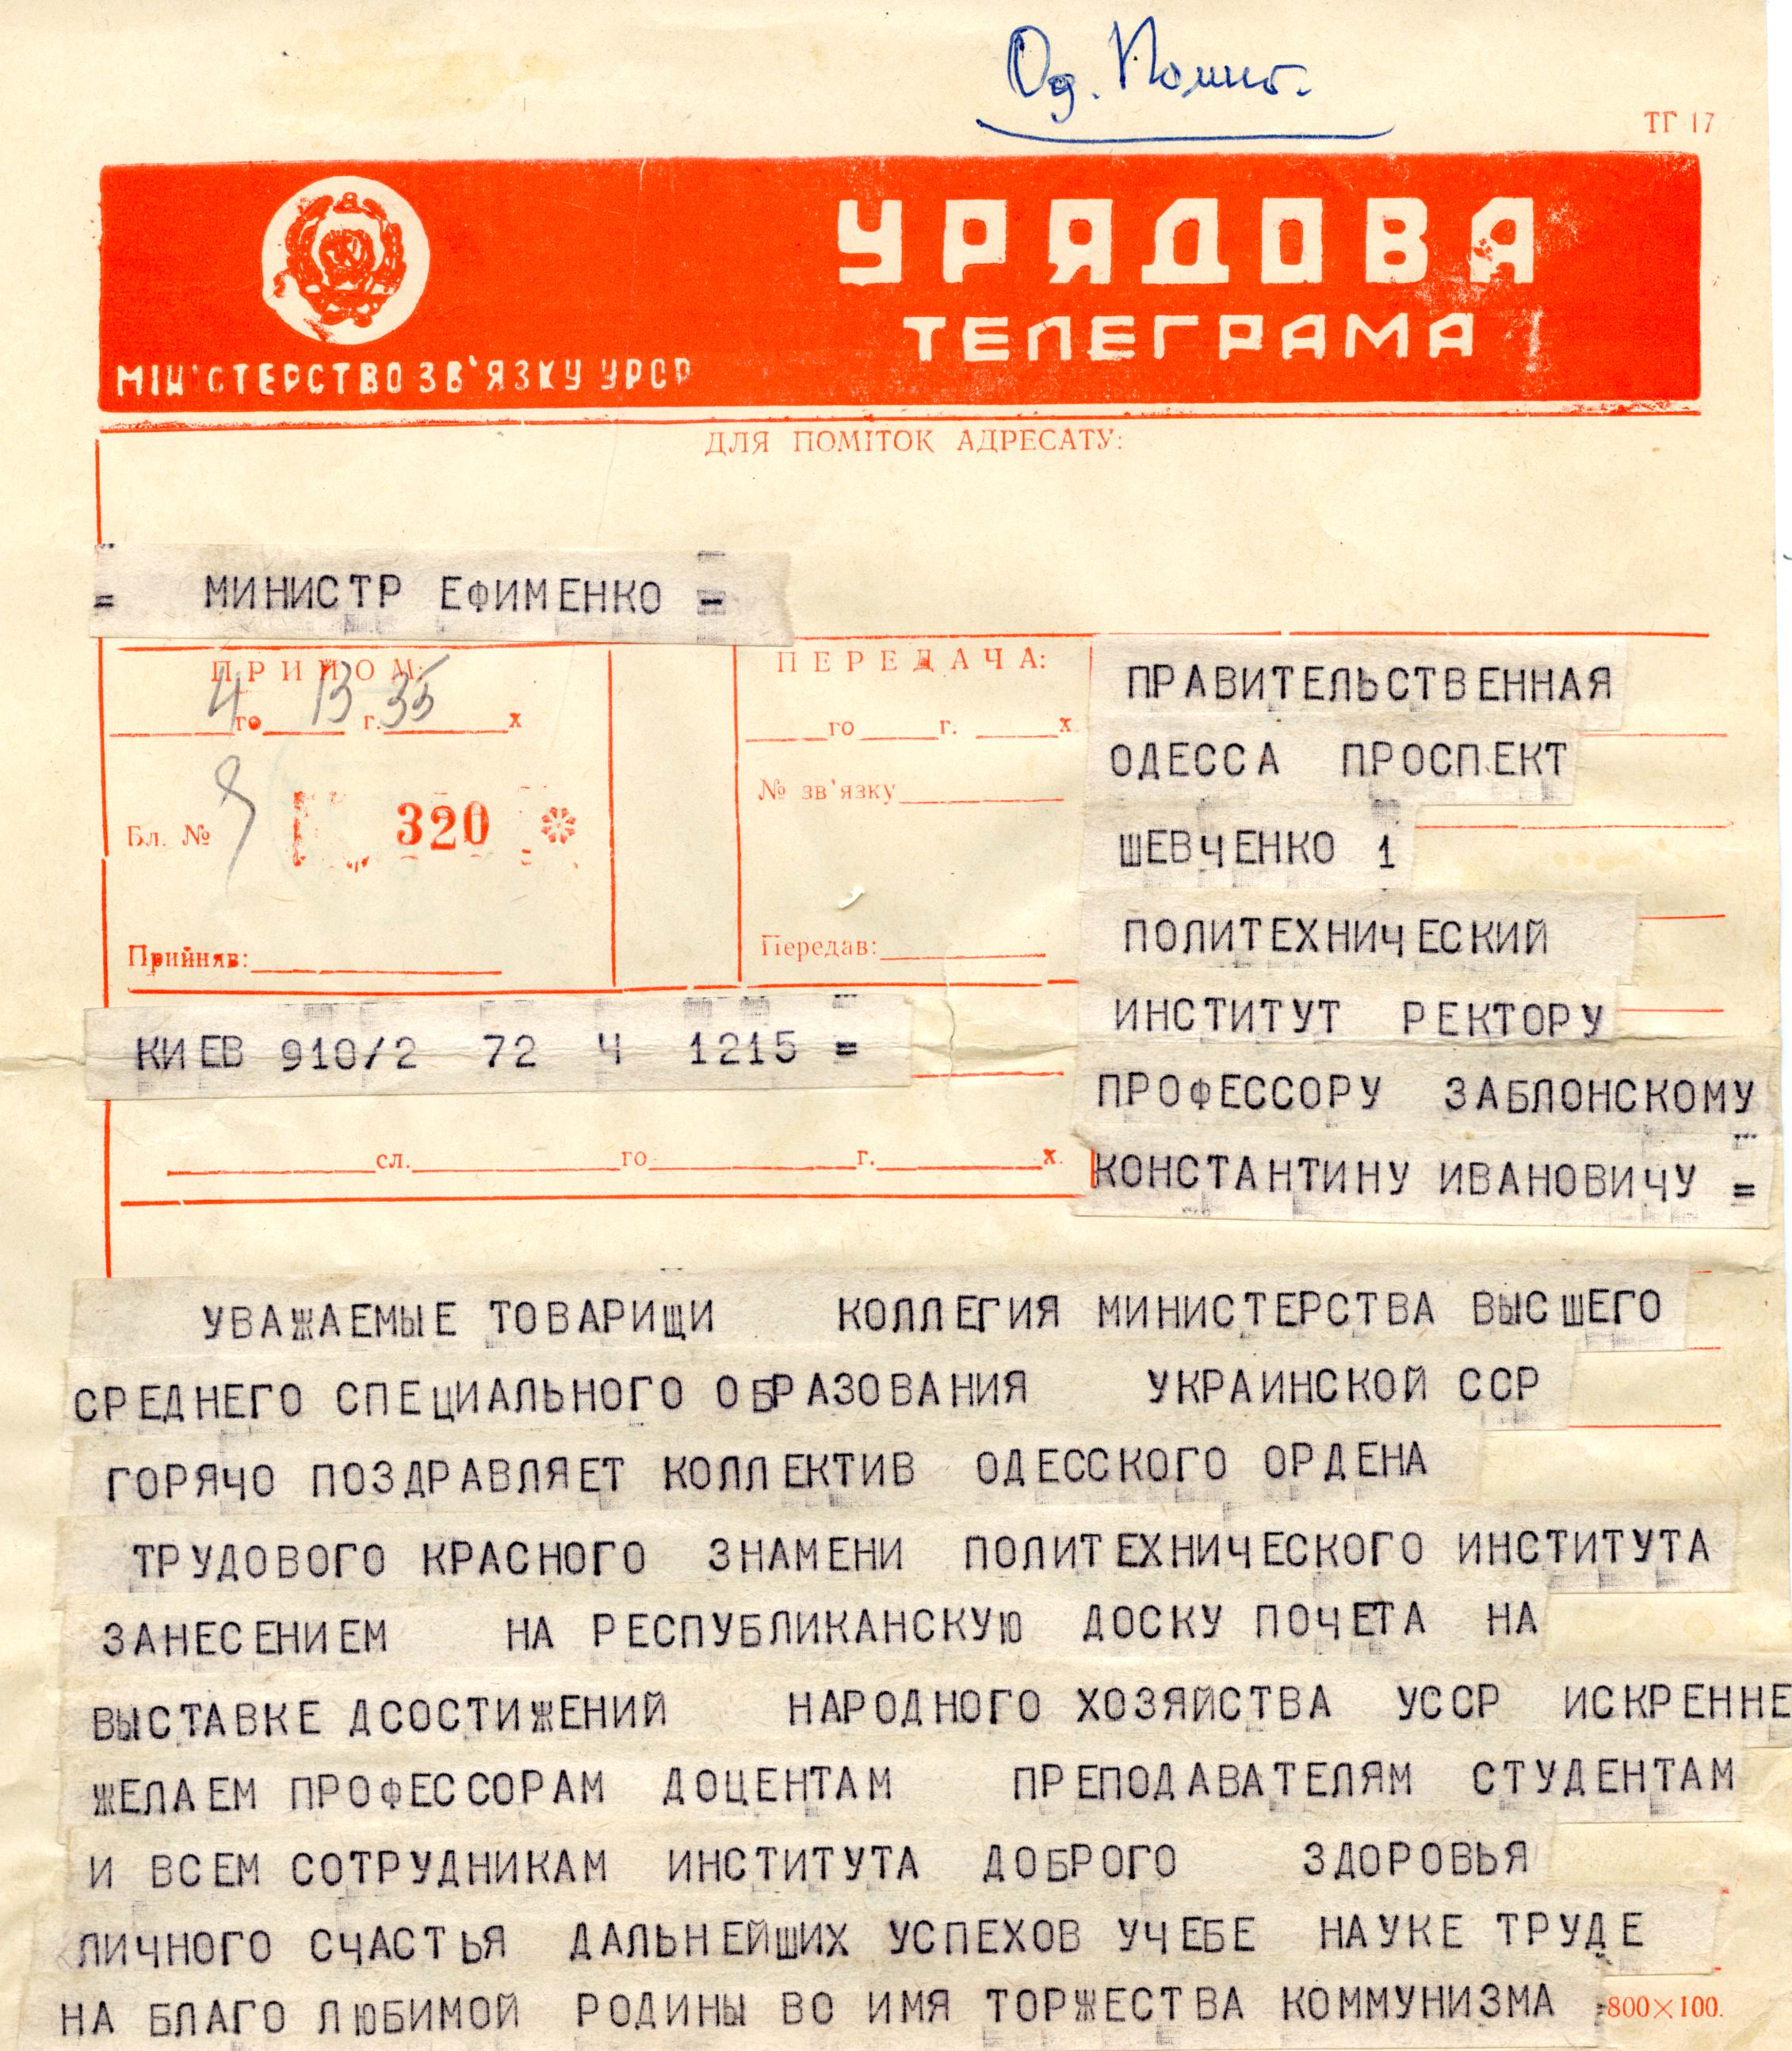 Од. Полит.
ТГ 17
УРЯДОВА
ТЕЛЕГРАМА
МІНІСТЕРСТВО ЗВ'ЯЗКУ УРСР
ДЛЯ ПОМІТОК АДРЕСАТУ:
= МИНИСТР ЕФИМЕНКО =
ПРИЙОМ:
4 го 13 г. 35 х
Бл. №
320
Прийняв:
ПЕРЕДАЧА:
го г. х
№ зв'язку
Передав:
ПРАВИТЕЛЬСТВЕННАЯ
ОДЕССА ПРОСПЕКТ
ШЕВЧЕНКО 1
ПОЛИТЕХНИЧЕСКИЙ
ИНСТИТУТ РЕКТОРУ
ПРОФЕССОРУ ЗАБЛОНСКОМУ
КОНСТАНТИНУ ИВАНОВИЧУ =
КИЕВ 910/2 72 Ч 1215 =
сл. го г. х.
УВАЖАЕМЫЕ ТОВАРИЩИ КОЛЛЕГИЯ МИНИСТЕРСТВА ВЫСШЕГО
СРЕДНЕГО СПЕЦИАЛЬНОГО ОБРАЗОВАНИЯ УКРАИНСКОЙ ССР
ГОРЯЧО ПОЗДРАВЛЯЕТ КОЛЛЕКТИВ ОДЕССКОГО ОРДЕНА
ТРУДОВОГО КРАСНОГО ЗНАМЕНИ ПОЛИТЕХНИЧЕСКОГО ИНСТИТУТА
ЗАНЕСЕНИЕМ НА РЕСПУБЛИКАНСКУЮ ДОСКУ ПОЧЕТА НА
ВЫСТАВКЕ ДСОСТИЖЕНИЙ НАРОДНОГО ХОЗЯЙСТВА УССР ИСКРЕННЕ
ЖЕЛАЕМ ПРОФЕССОРАМ ДОЦЕНТАМ ПРЕПОДАВАТЕЛЯМ СТУДЕНТАМ
И ВСЕМ СОТРУДНИКАМ ИНСТИТУТА ДОБРОГО ЗДОРОВЬЯ
ЛИЧНОГО СЧАСТЬЯ ДАЛЬНЕЙШИХ УСПЕХОВ УЧЕБЕ НАУКЕ ТРУДЕ
НА БЛАГО ЛЮБИМОЙ РОДИНЫ ВО ИМЯ ТОРЖЕСТВА КОММУНИЗМА
800×100.